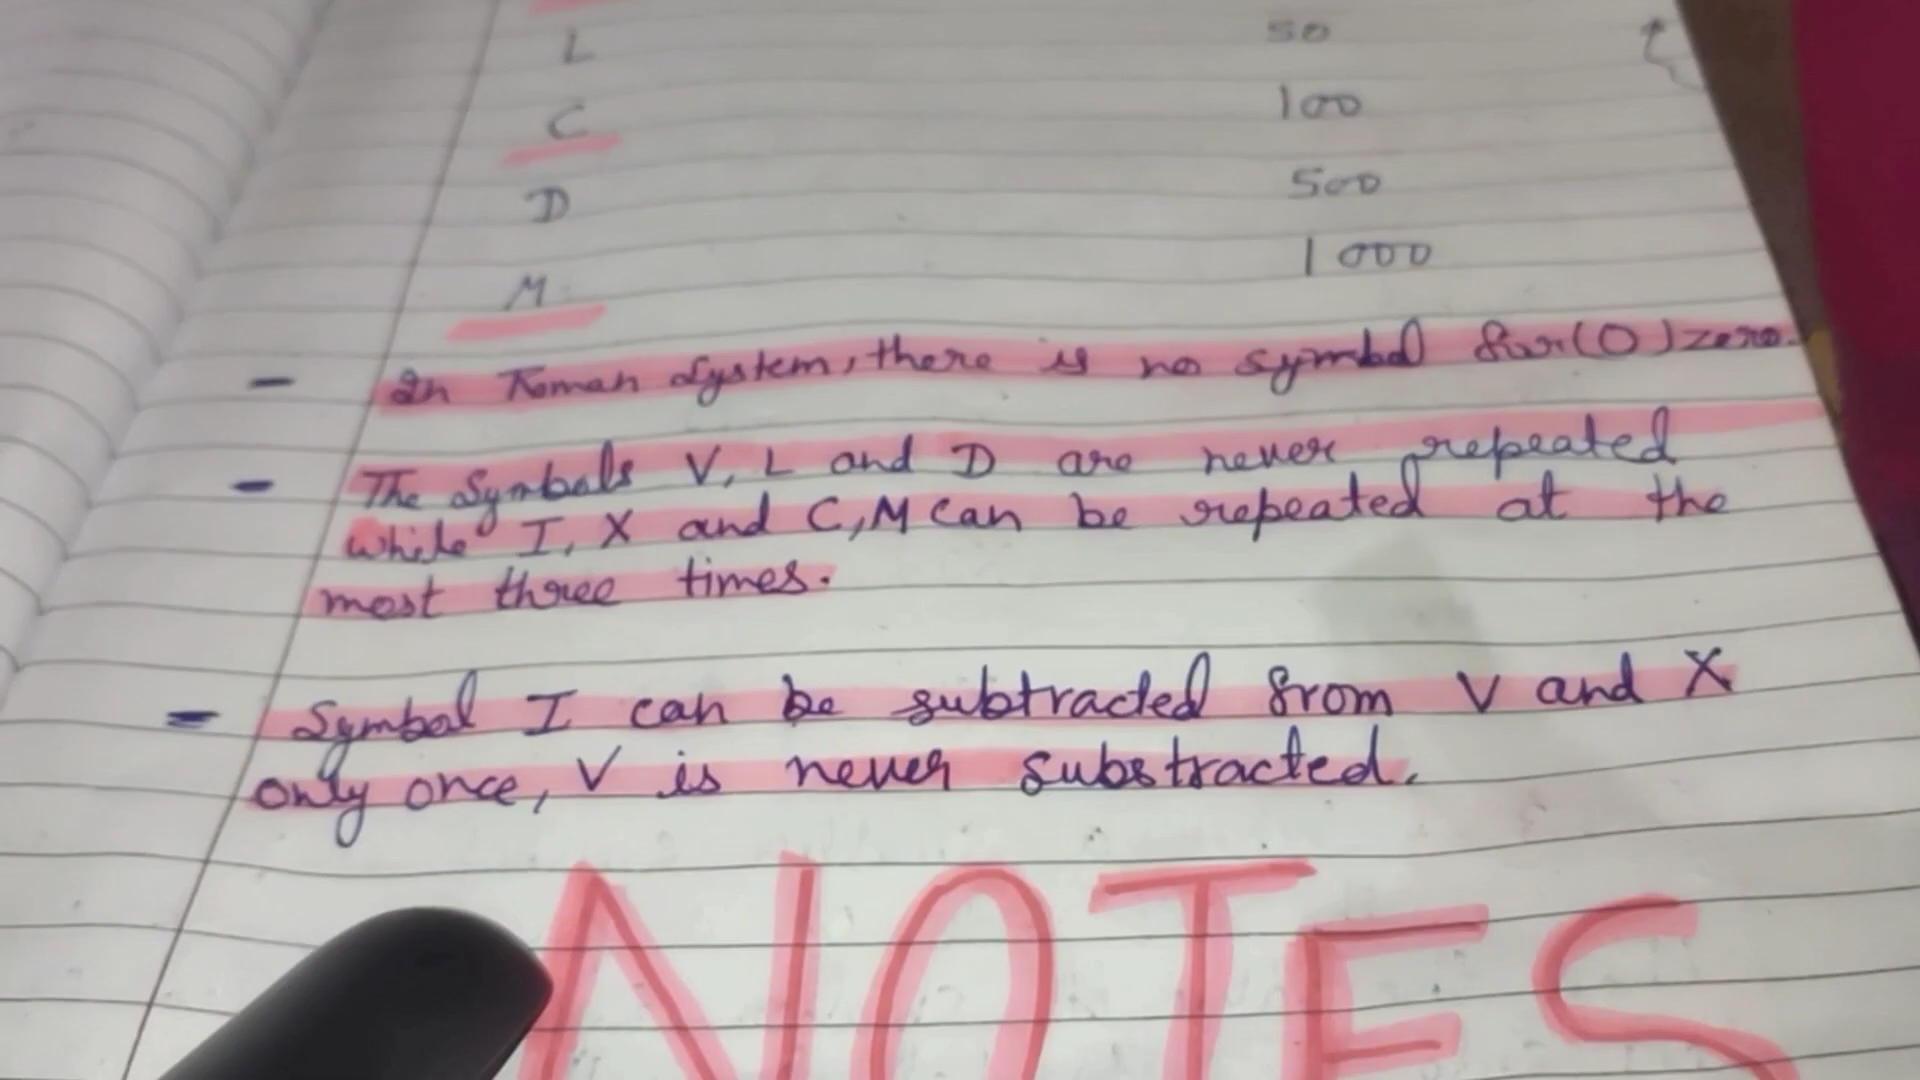 L 50
C 100
D 500
M 1000
- In Roman System, there is no symbol for (0) zero.
- The Symbols V, L and D are never repeated
while I, X and C, M can be repeated at the
most three times.
- Symbol I can be subtracted from V and X
only once, V is never substracted.
NOTES